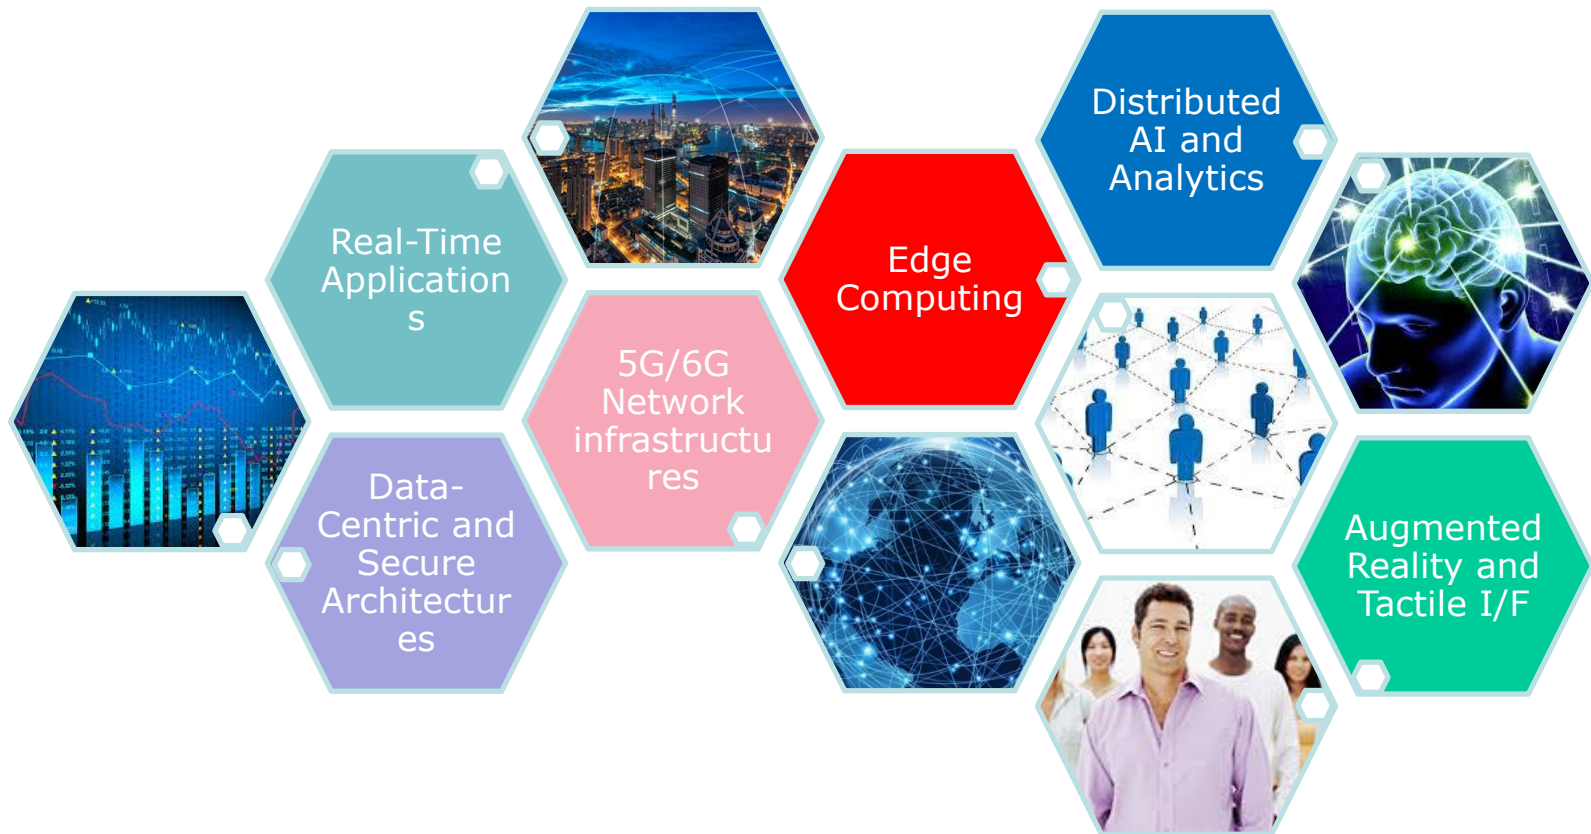 Real-Time
Application
s
Data-
Centric and
Secure
Architectur
es
5G/6G
Network
infrastructu
res
Edge
Computing
Distributed
AI and
Analytics
Augmented
Reality and
Tactile I/F